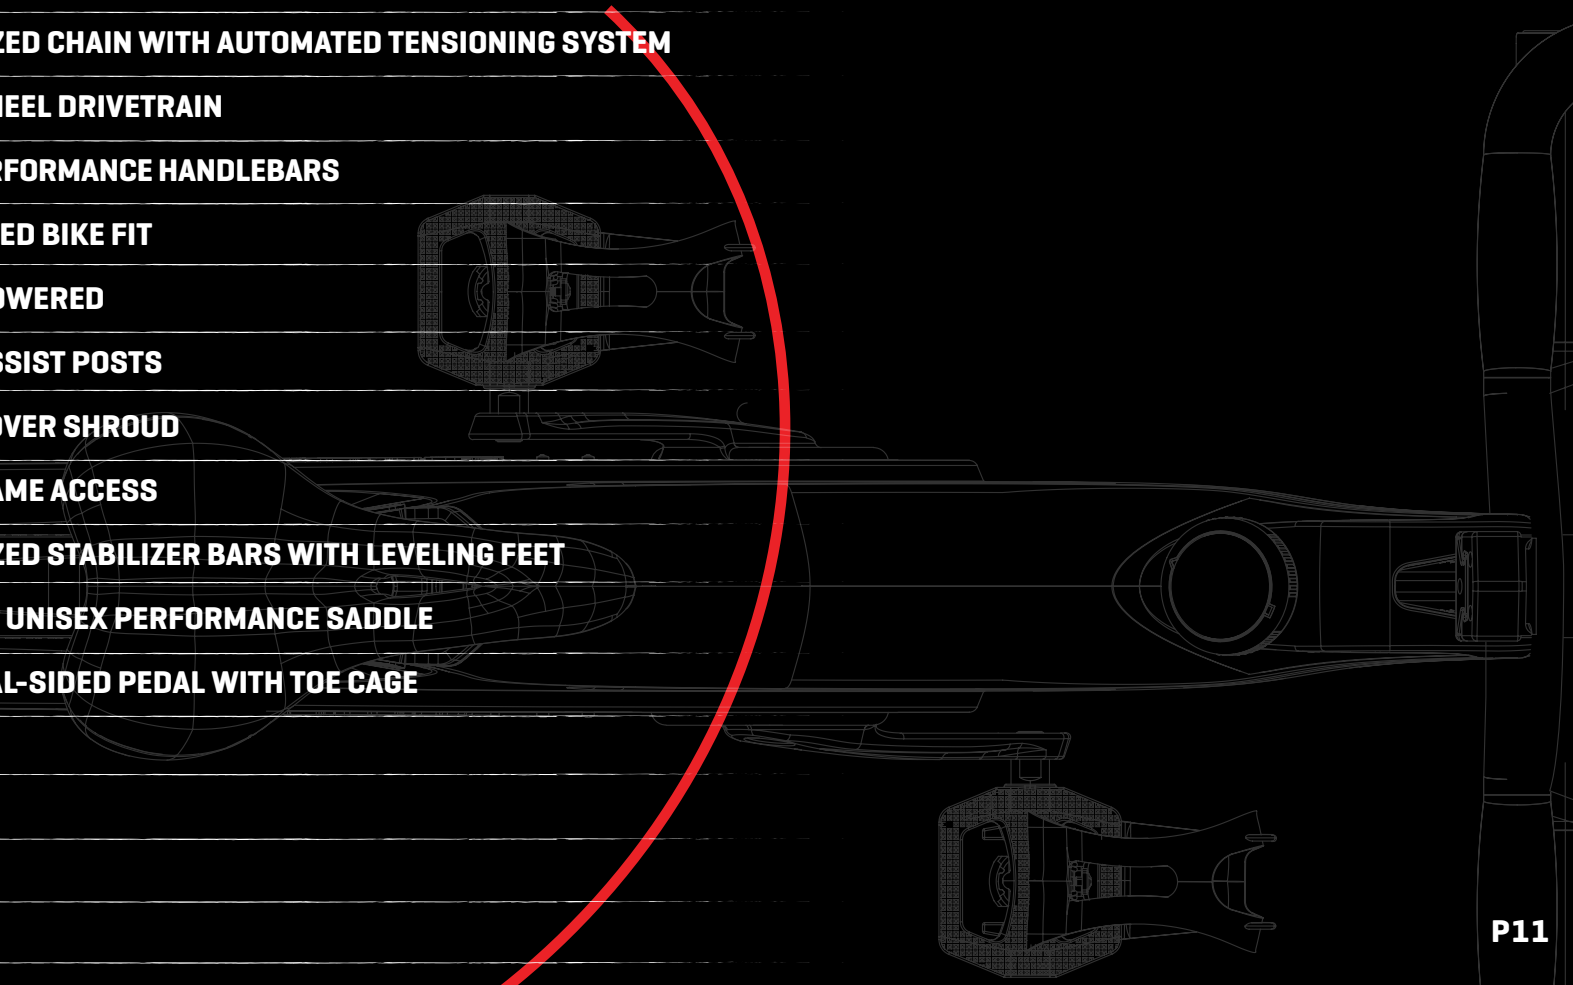 ZED CHAIN WITH AUTOMATED TENSIONING SYSTEM
HEEL DRIVETRAIN
RFORMANCE HANDLEBARS
ED BIKE FIT
OWERED
SSIST POSTS
OVER SHROUD
AME ACCESS
ZED STABILIZER BARS WITH LEVELING FEET
UNISEX PERFORMANCE SADDLE
AL-SIDED PEDAL WITH TOE CAGE
P11